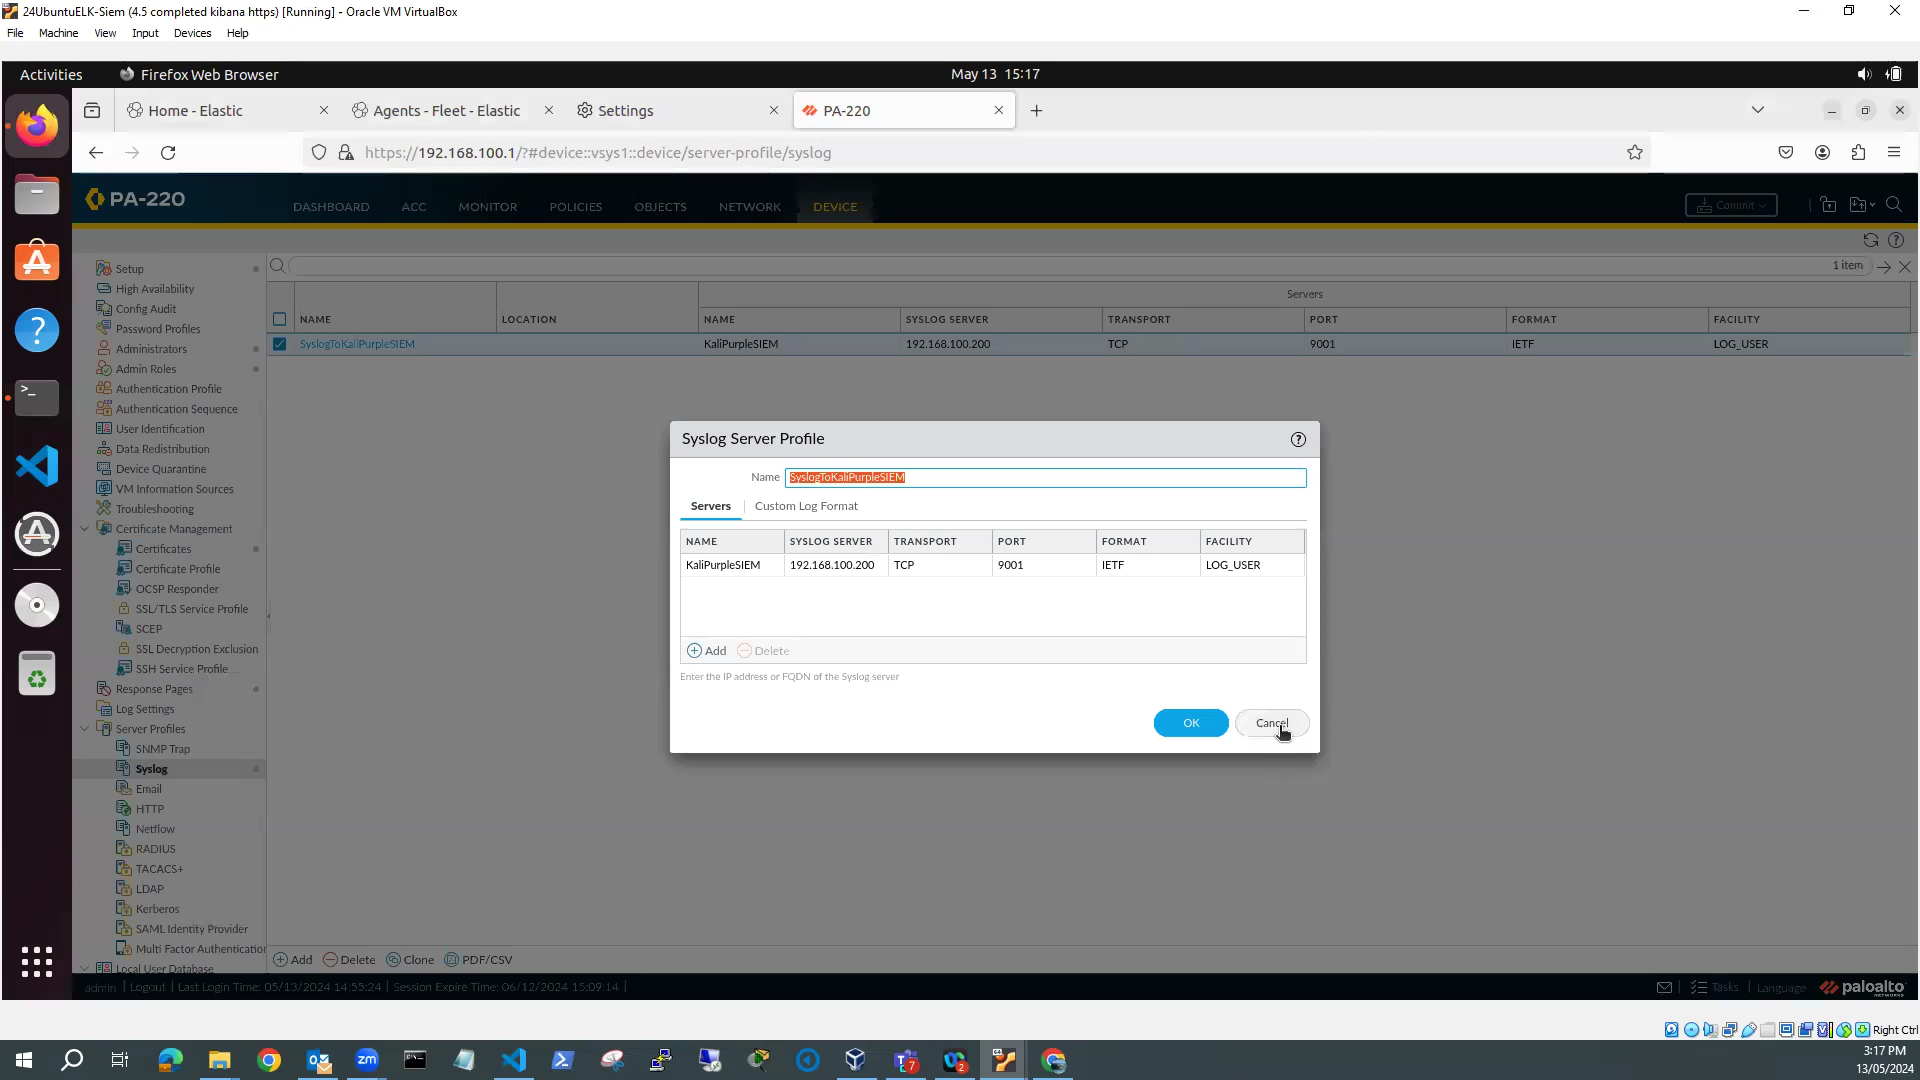 24UbuntuELK-Siem (4.5 completed kibana https) [Running] - Oracle VM VirtualBox
File Machine View Input Devices Help
Activities Firefox Web Browser May 13 15:17
Home - Elastic Agents - Fleet - Elastic Settings PA-220
https://192.168.100.1/?#device::vsys1::device/server-profile/syslog
PA-220 DASHBOARD ACC MONITOR POLICIES OBJECTS NETWORK DEVICE Commit
1 item
Setup
High Availability
Config Audit
Password Profiles
Administrators
Admin Roles
Authentication Profile
Authentication Sequence
User Identification
Data Redistribution
Device Quarantine
VM Information Sources
Troubleshooting
Certificate Management
Certificates
Certificate Profile
OCSP Responder
SSL/TLS Service Profile
SCEP
SSL Decryption Exclusion
SSH Service Profile
Response Pages
Log Settings
Server Profiles
SNMP Trap
Syslog
Email
HTTP
Netflow
RADIUS
TACACS+
LDAP
Kerberos
SAML Identity Provider
Multi Factor Authentication
Local User Database
Servers
NAME LOCATION NAME SYSLOG SERVER TRANSPORT PORT FORMAT FACILITY
SyslogToKaliPurpleSIEM KaliPurpleSIEM 192.168.100.200 TCP 9001 IETF LOG_USER
Syslog Server Profile
Name SyslogToKaliPurpleSIEM
Servers Custom Log Format
NAME SYSLOG SERVER TRANSPORT PORT FORMAT FACILITY
KaliPurpleSIEM 192.168.100.200 TCP 9001 IETF LOG_USER
Add Delete
Enter the IP address or FQDN of the Syslog server
OK Cancel
Add Delete Clone PDF/CSV
admin | Logout | Last Login Time: 05/13/2024 14:55:24 | Session Expire Time: 06/12/2024 15:09:14 |
Tasks | Language paloalto NETWORKS
Right Ctrl
7
2
3:17 PM
13/05/2024